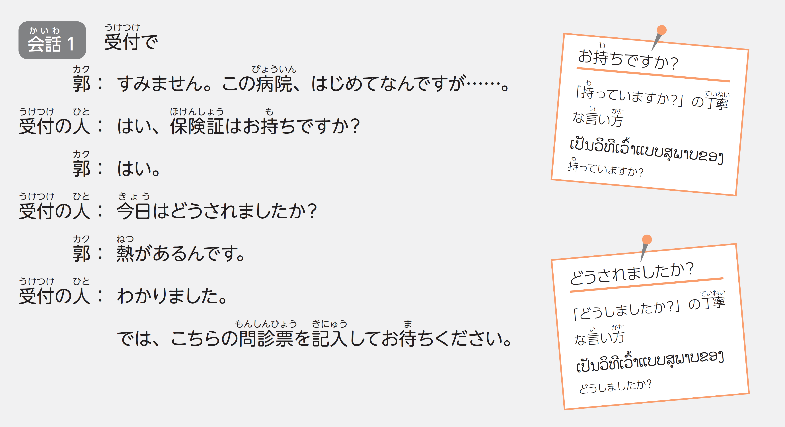 会話1 受付で
郭：すみません。この病院、はじめてなんですが……。
受付の人：はい、保険証はお持ちですか？
郭：はい。
受付の人：今日はどうされましたか？
郭：熱があるんです。
受付の人：わかりました。
では、こちらの問診票を記入してお待ちください。
お持ちですか？
「持っていますか？」の丁寧
な言い方
ເປັນວິທີເວົ້າແບບສຸພາບຂອງ
持っていますか？
どうされましたか？
「どうしましたか？」の丁寧
な言い方
ເປັນວິທີເວົ້າແບບສຸພາບຂອງ
どうしましたか？